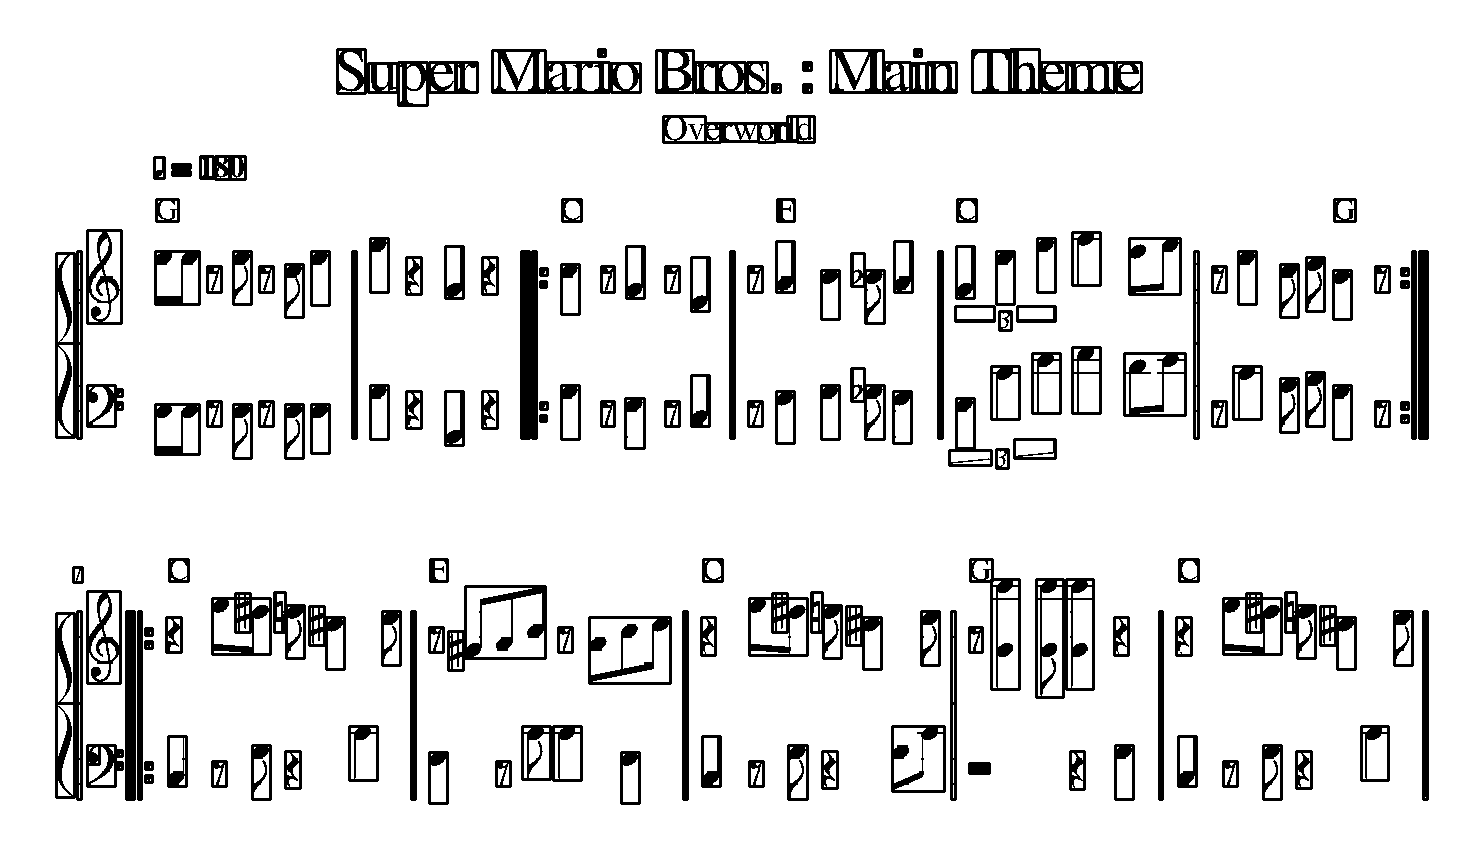 Super Mario Bros. : Main Theme
Overworld
= 180
G C F C G
3
3
7
C F C G C